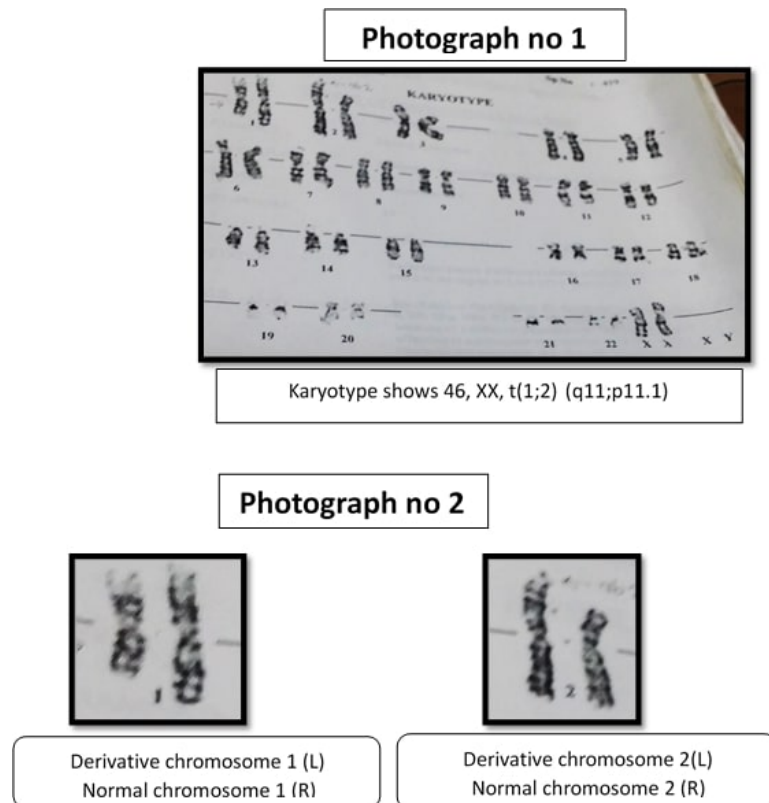 Photograph no 1
KARYOTYPE
1 2 3
6 7 8 9 10 11 12
13 14 15 16 17 18
19 20 21 22 X X X Y
Karyotype shows 46, XX, t(1;2) (q11;p11.1)
Photograph no 2
1 2
Derivative chromosome 1 (L)
Normal chromosome 1 (R)
Derivative chromosome 2(L)
Normal chromosome 2 (R)